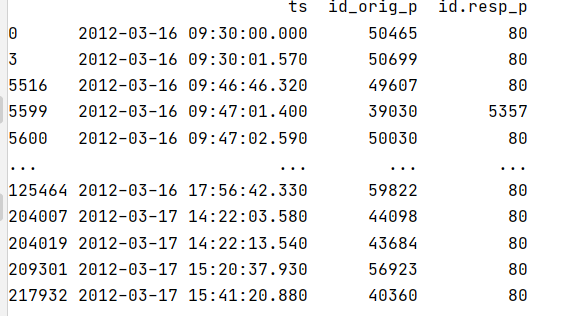 ts id_orig_p id.resp_p
0 2012-03-16 09:30:00.000 50465 80
3 2012-03-16 09:30:01.570 50699 80
5516 2012-03-16 09:46:46.320 49607 80
5599 2012-03-16 09:47:01.400 39030 5357
5600 2012-03-16 09:47:02.590 50030 80
... ... ... ...
125464 2012-03-16 17:56:42.330 59822 80
204007 2012-03-17 14:22:03.580 44098 80
204019 2012-03-17 14:22:13.540 43684 80
209301 2012-03-17 15:20:37.930 56923 80
217932 2012-03-17 15:41:20.880 40360 80